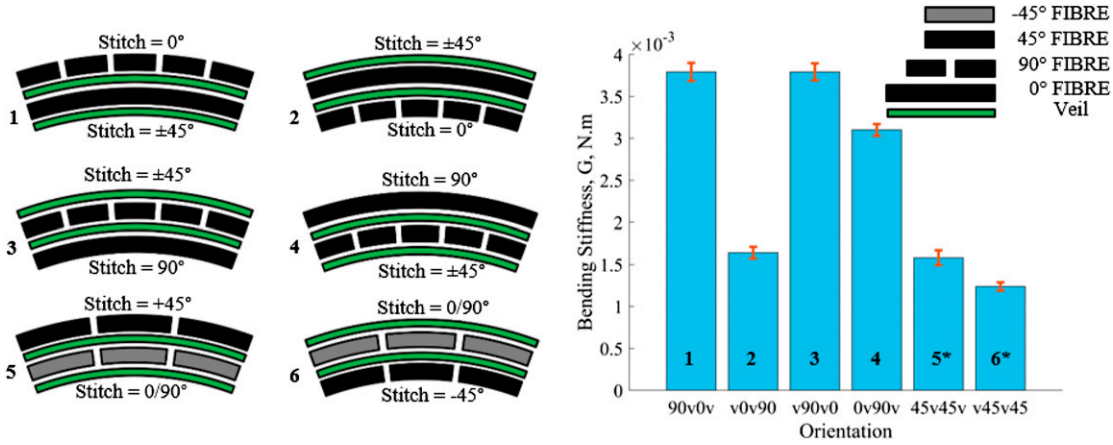 Stitch = 0°
1
Stitch = ±45°
Stitch = ±45°
2
Stitch = 0°
Stitch = ±45°
3
Stitch = 90°
Stitch = 90°
4
Stitch = ±45°
Stitch = +45°
5
Stitch = 0/90°
Stitch = 0/90°
6
Stitch = -45°
-45° FIBRE
45° FIBRE
90° FIBRE
0° FIBRE
Veil
×10⁻³
Bending Stiffness, G, N.m
4
3.5
3
2.5
2
1.5
1
0.5
0
1 2 3 4 5* 6*
90v0v v0v90 v90v0 0v90v 45v45v v45v45
Orientation